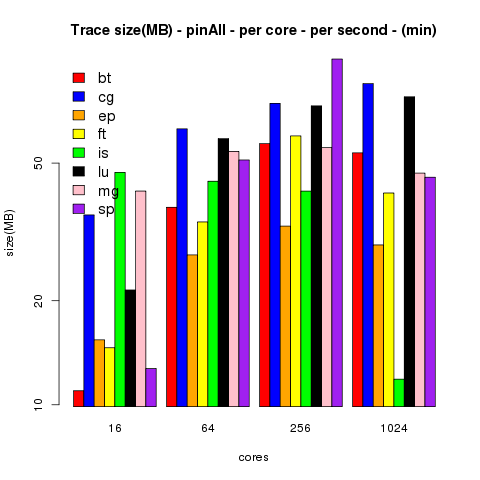 Trace size(MB) - pinAll - per core - per second - (min)
bt
cg
ep
ft
is
lu
mg
sp
size(MB)
50
20
10
16 64 256 1024
cores